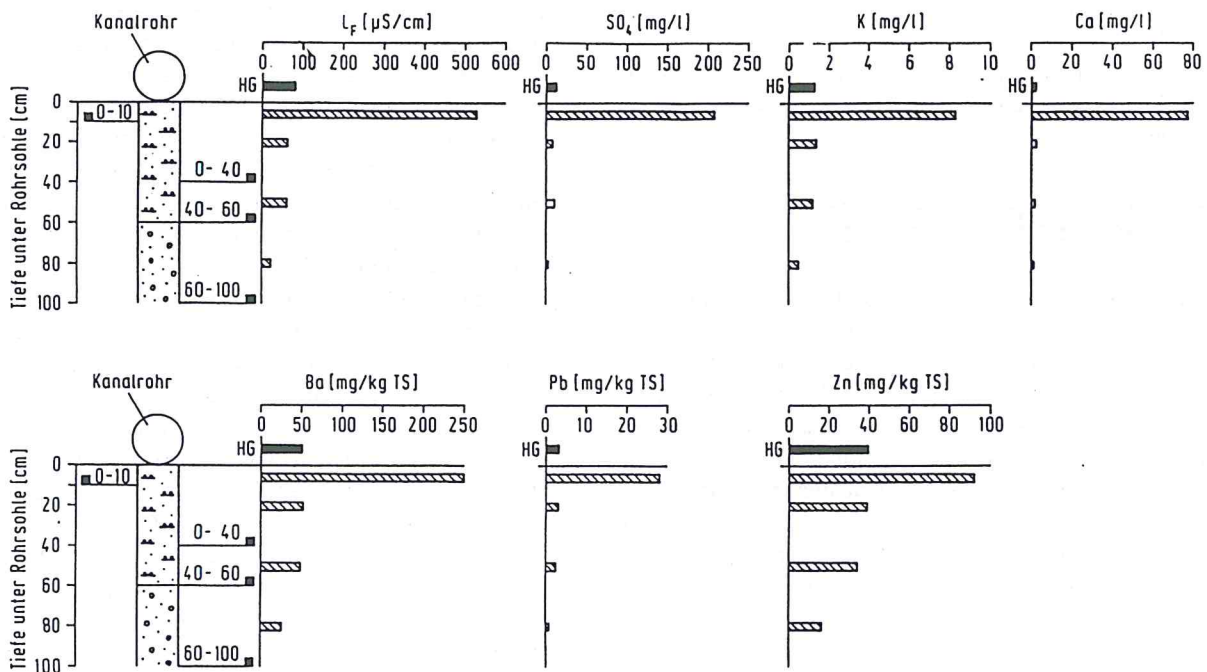 Kanalrohr
L_F [µS/cm]
SO₄ [mg/l]
K [mg/l]
Ca [mg/l]
0 100 200 300 400 500 600
0 50 100 150 200 250
0 2 4 6 8 10
0 20 40 60 80
HG
HG
HG
HG
Tiefe unter Rohrsohle [cm]
0
20
40
60
80
100
0-10
0- 40
40- 60
60-100
Kanalrohr
Ba [mg/kg TS]
Pb [mg/kg TS]
Zn [mg/kg TS]
0 50 100 150 200 250
0 10 20 30
0 20 40 60 80 100
HG
HG
HG
Tiefe unter Rohrsohle [cm]
0
20
40
60
80
100
0-10
0- 40
40- 60
60-100